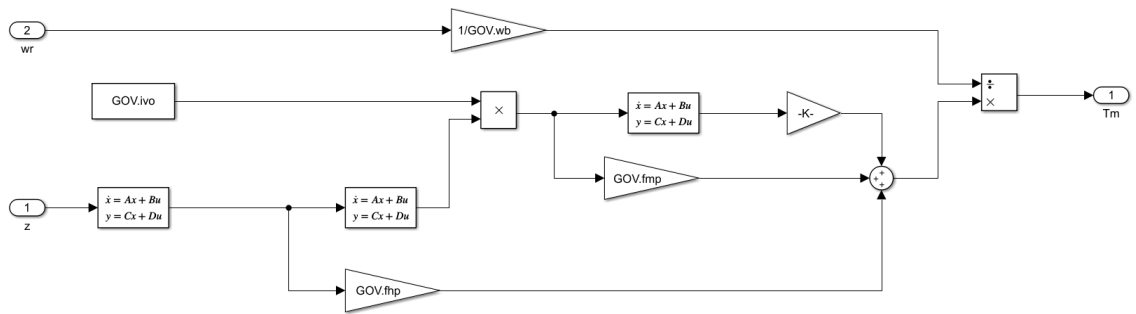 2
wr
1/GOV.wb
GOV.ivo
×
ẋ = Ax + Bu
y = Cx + Du
-K-
÷
×
1
Tm
GOV.fmp
+
+
+
1
z
ẋ = Ax + Bu
y = Cx + Du
ẋ = Ax + Bu
y = Cx + Du
GOV.fhp